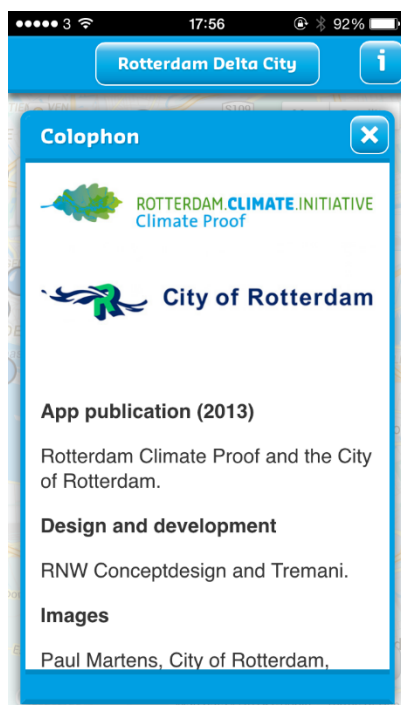 3 17:56 92%
Rotterdam Delta City i
S109
Colophon
ROTTERDAM.CLIMATE.INITIATIVE
Climate Proof
R City of Rotterdam
App publication (2013)
Rotterdam Climate Proof and the City
of Rotterdam.
Design and development
RNW Conceptdesign and Tremani.
Images
Paul Martens, City of Rotterdam,